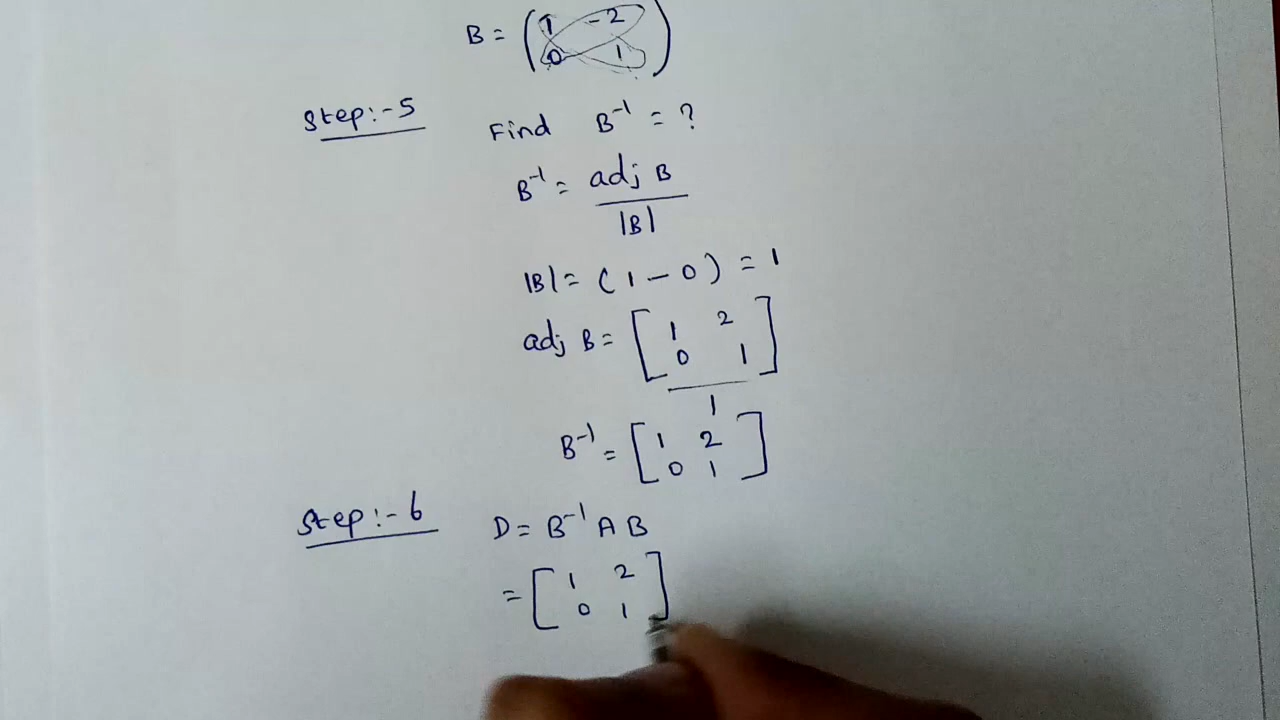 B = ( 1 -2
0 1 )
Step:-5 Find B⁻¹ = ?
B⁻¹ = adj B
|B|
|B| = ( 1 - 0 ) = 1
adj B = [ 1 2
0 1 ]
1
B⁻¹ = [ 1 2
0 1 ]
Step:-6 D = B⁻¹ A B
= [ 1 2
0 1 ]